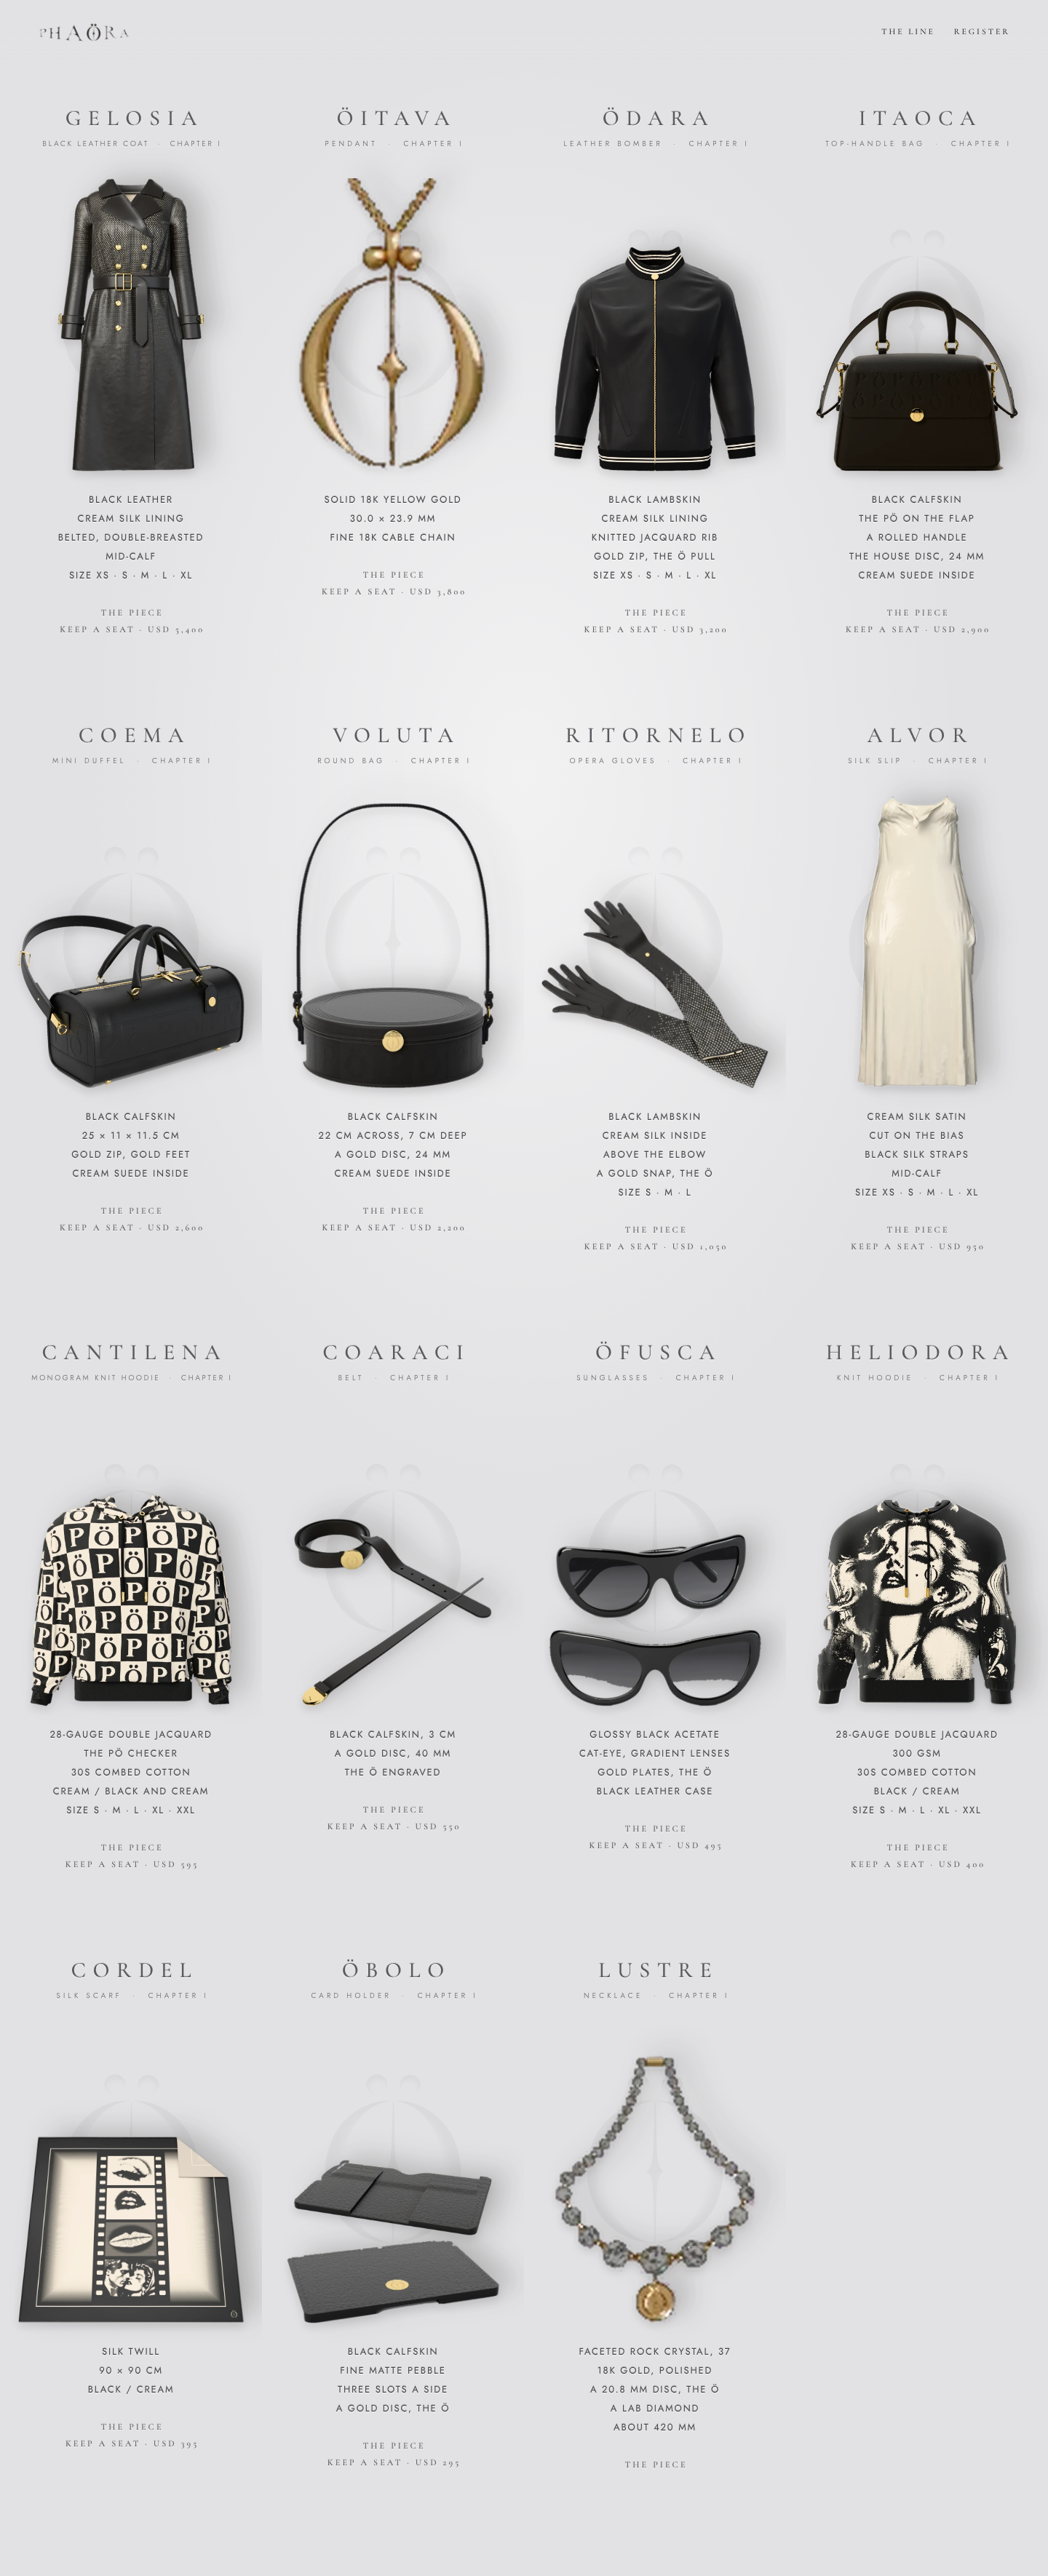 PHAÖRA
THE LINE REGISTER
GELOSIA
BLACK LEATHER COAT · CHAPTER I
BLACK LEATHER
CREAM SILK LINING
BELTED, DOUBLE-BREASTED
MID-CALF
SIZE XS · S · M · L · XL
THE PIECE
KEEP A SEAT · USD 5,400
ÖITAVA
PENDANT · CHAPTER I
SOLID 18K YELLOW GOLD
30.0 × 23.9 MM
FINE 18K CABLE CHAIN
THE PIECE
KEEP A SEAT · USD 3,800
ÖDARA
LEATHER BOMBER · CHAPTER I
BLACK LAMBSKIN
CREAM SILK LINING
KNITTED JACQUARD RIB
GOLD ZIP, THE Ö PULL
SIZE XS · S · M · L · XL
THE PIECE
KEEP A SEAT · USD 3,200
ITAOCA
TOP-HANDLE BAG · CHAPTER I
BLACK CALFSKIN
THE PÖ ON THE FLAP
A ROLLED HANDLE
THE HOUSE DISC, 24 MM
CREAM SUEDE INSIDE
THE PIECE
KEEP A SEAT · USD 2,900
COEMA
MINI DUFFEL · CHAPTER I
BLACK CALFSKIN
25 × 11 × 11.5 CM
GOLD ZIP, GOLD FEET
CREAM SUEDE INSIDE
THE PIECE
KEEP A SEAT · USD 2,600
VOLUTA
ROUND BAG · CHAPTER I
BLACK CALFSKIN
22 CM ACROSS, 7 CM DEEP
A GOLD DISC, 24 MM
CREAM SUEDE INSIDE
THE PIECE
KEEP A SEAT · USD 2,200
RITORNELO
OPERA GLOVES · CHAPTER I
BLACK LAMBSKIN
CREAM SILK INSIDE
ABOVE THE ELBOW
A GOLD SNAP, THE Ö
SIZE S · M · L
THE PIECE
KEEP A SEAT · USD 1,050
ALVOR
SILK SLIP · CHAPTER I
CREAM SILK SATIN
CUT ON THE BIAS
BLACK SILK STRAPS
MID-CALF
SIZE XS · S · M · L · XL
THE PIECE
KEEP A SEAT · USD 950
CANTILENA
MONOGRAM KNIT HOODIE · CHAPTER I
28-GAUGE DOUBLE JACQUARD
THE PÖ CHECKER
30S COMBED COTTON
CREAM / BLACK AND CREAM
SIZE S · M · L · XL · XXL
THE PIECE
KEEP A SEAT · USD 595
COARACI
BELT · CHAPTER I
BLACK CALFSKIN, 3 CM
A GOLD DISC, 40 MM
THE Ö ENGRAVED
THE PIECE
KEEP A SEAT · USD 550
ÖFUSCA
SUNGLASSES · CHAPTER I
GLOSSY BLACK ACETATE
CAT-EYE, GRADIENT LENSES
GOLD PLATES, THE Ö
BLACK LEATHER CASE
THE PIECE
KEEP A SEAT · USD 495
HELIODORA
KNIT HOODIE · CHAPTER I
28-GAUGE DOUBLE JACQUARD
300 GSM
30S COMBED COTTON
BLACK / CREAM
SIZE S · M · L · XL · XXL
THE PIECE
KEEP A SEAT · USD 400
CORDEL
SILK SCARF · CHAPTER I
SILK TWILL
90 × 90 CM
BLACK / CREAM
THE PIECE
KEEP A SEAT · USD 395
ÖBOLO
CARD HOLDER · CHAPTER I
BLACK CALFSKIN
FINE MATTE PEBBLE
THREE SLOTS A SIDE
A GOLD DISC, THE Ö
THE PIECE
KEEP A SEAT · USD 295
LUSTRE
NECKLACE · CHAPTER I
FACETED ROCK CRYSTAL, 37
18K GOLD, POLISHED
A 20.8 MM DISC, THE Ö
A LAB DIAMOND
ABOUT 420 MM
THE PIECE